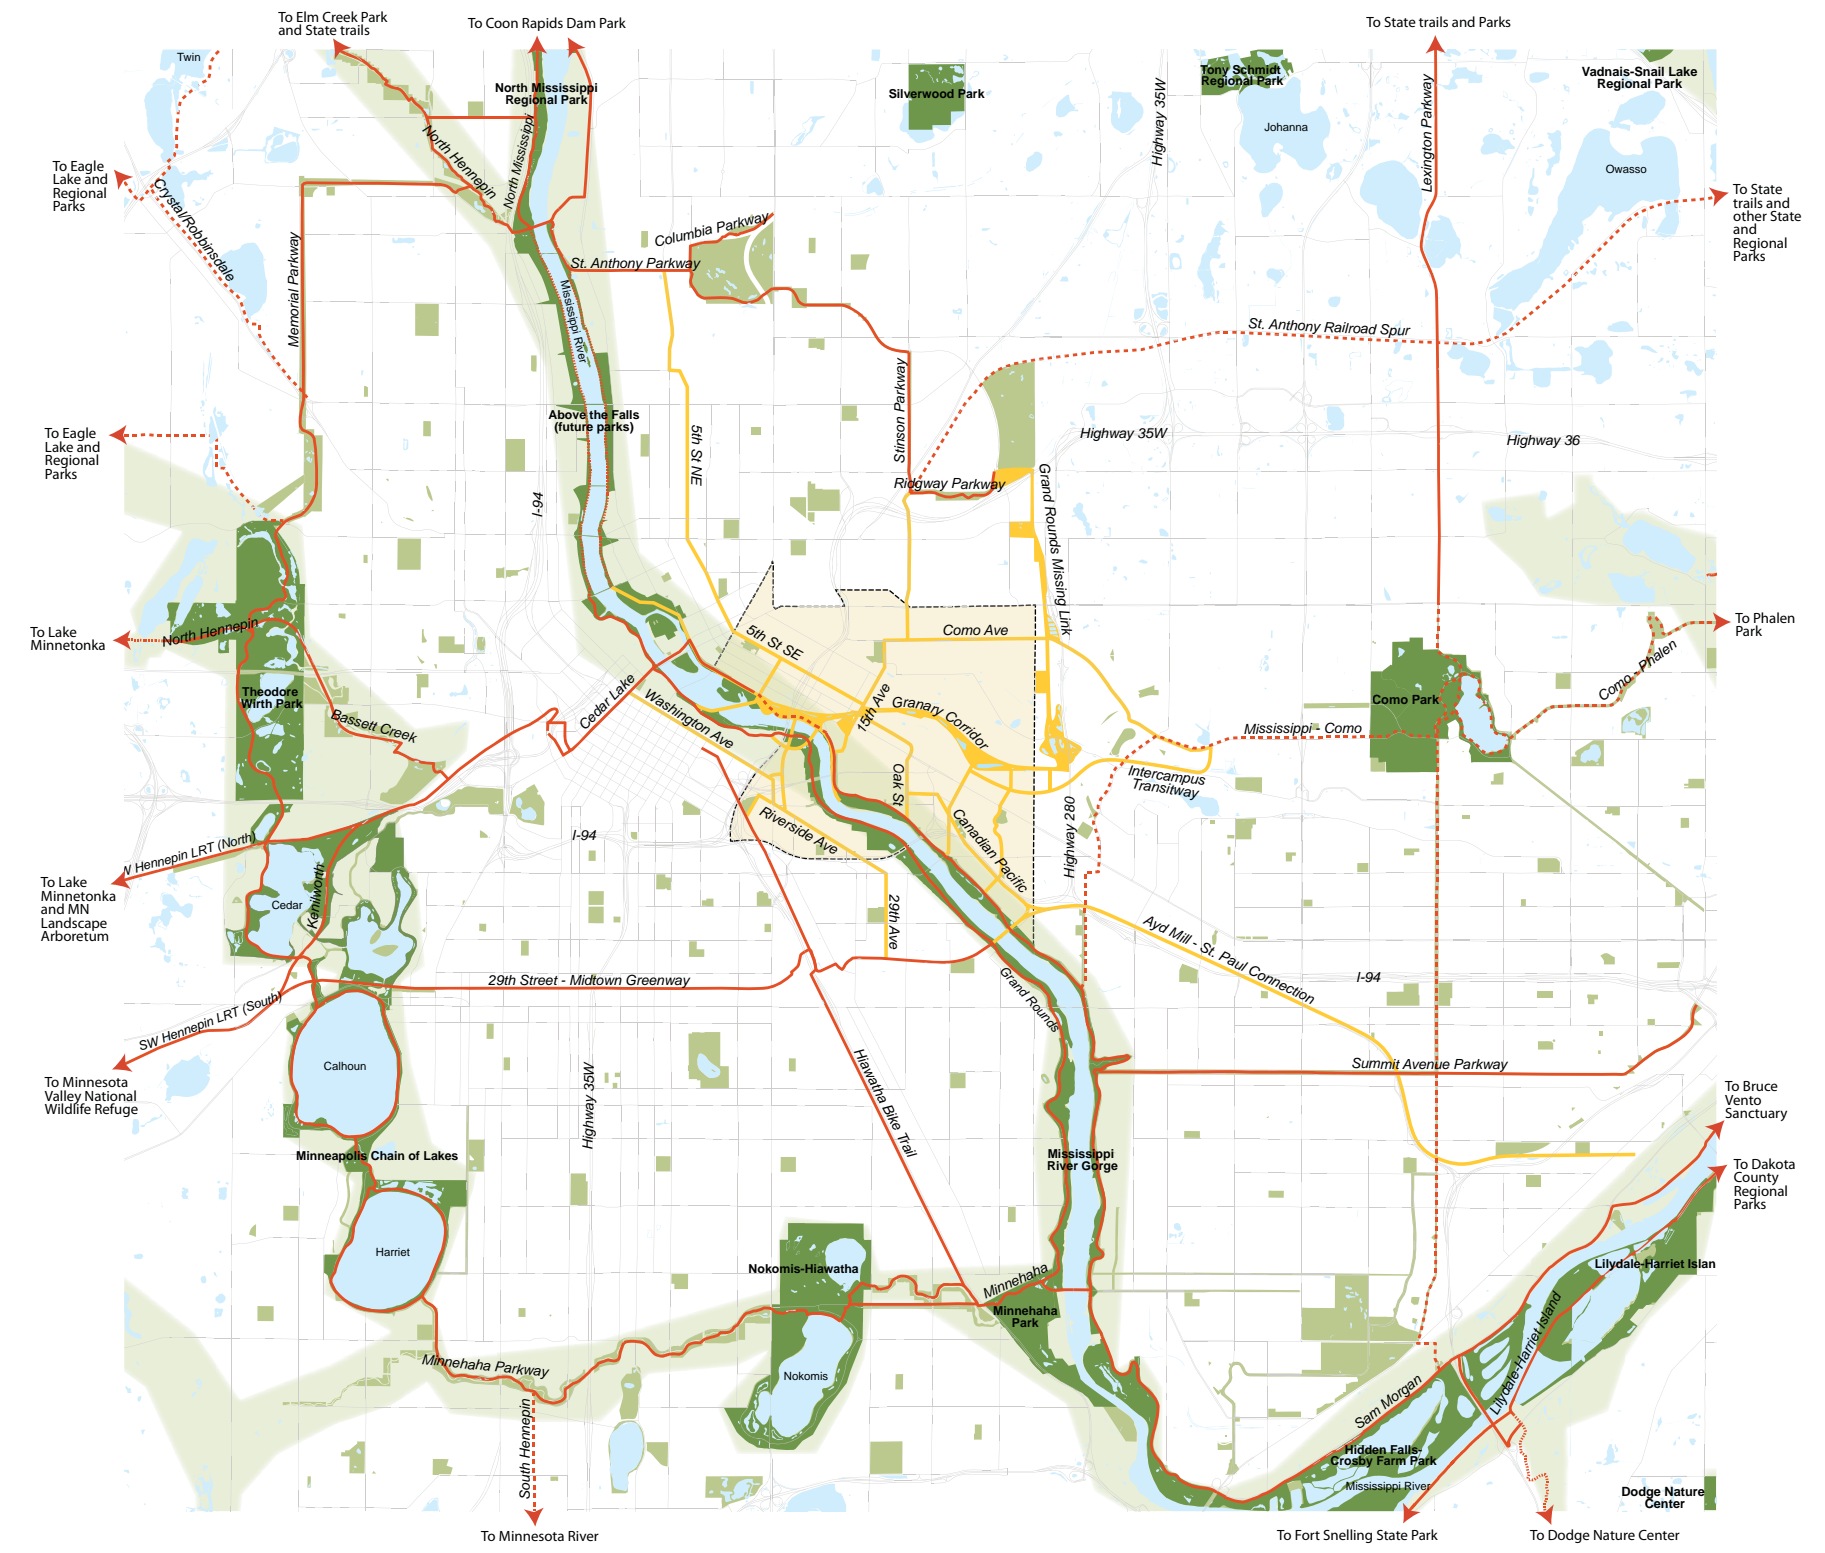 To Elm Creek Park
and State trails
To Coon Rapids Dam Park
To State trails and Parks
Twin
North Mississippi
Regional Park
Silverwood Park
Tony Schmidt
Regional Park
Vadnais-Snail Lake
Regional Park
Johanna
Owasso
Highway 35W
Lexington Parkway
North Hennepin
North Mississippi
To Eagle
Lake and
Regional
Parks
Crystal/Robbinsdale
Memorial Parkway
Columbia Parkway
St. Anthony Parkway
Mississippi River
To State
trails and
other State
and
Regional
Parks
St. Anthony Railroad Spur
Stinson Parkway
Above the Falls
(future parks)
5th St NE
To Eagle
Lake and
Regional
Parks
Highway 35W
Highway 36
I-94
Ridgway Parkway
Grand Rounds Missing Link
To Lake
Minnetonka
North Hennepin
5th St SE
Como Ave
To Phalen
Park
Como - Phalen
Theodore
Wirth Park
Como Park
Cedar Lake
Washington Ave
15th Ave
Granary Corridor
Bassett Creek
Mississippi - Como
Intercampus
Transitway
Oak St
Canadian Pacific
Highway 280
Riverside Ave
I-94
W Hennepin LRT (North)
To Lake
Minnetonka
and MN
Landscape
Arboretum
Cedar
Kenilworth
29th Ave
Ayd Mill - St. Paul Connection
I-94
29th Street - Midtown Greenway
Grand Rounds
SW Hennepin LRT (South)
To Minnesota
Valley National
Wildlife Refuge
Calhoun
Highway 35W
Hiawatha Bike Trail
Summit Avenue Parkway
To Bruce
Vento
Sanctuary
Minneapolis Chain of Lakes
Mississippi
River Gorge
To Dakota
County
Regional
Parks
Harriet
Nokomis-Hiawatha
Minnehaha
Minnehaha
Park
Lilydale-Harriet Islan
Lilydale-Harriet Island
Minnehaha Parkway
Nokomis
South Hennepin
Sam Morgan
Hidden Falls-
Crosby Farm Park
Mississippi River
Dodge Nature
Center
To Minnesota River
To Fort Snelling State Park
To Dodge Nature Center